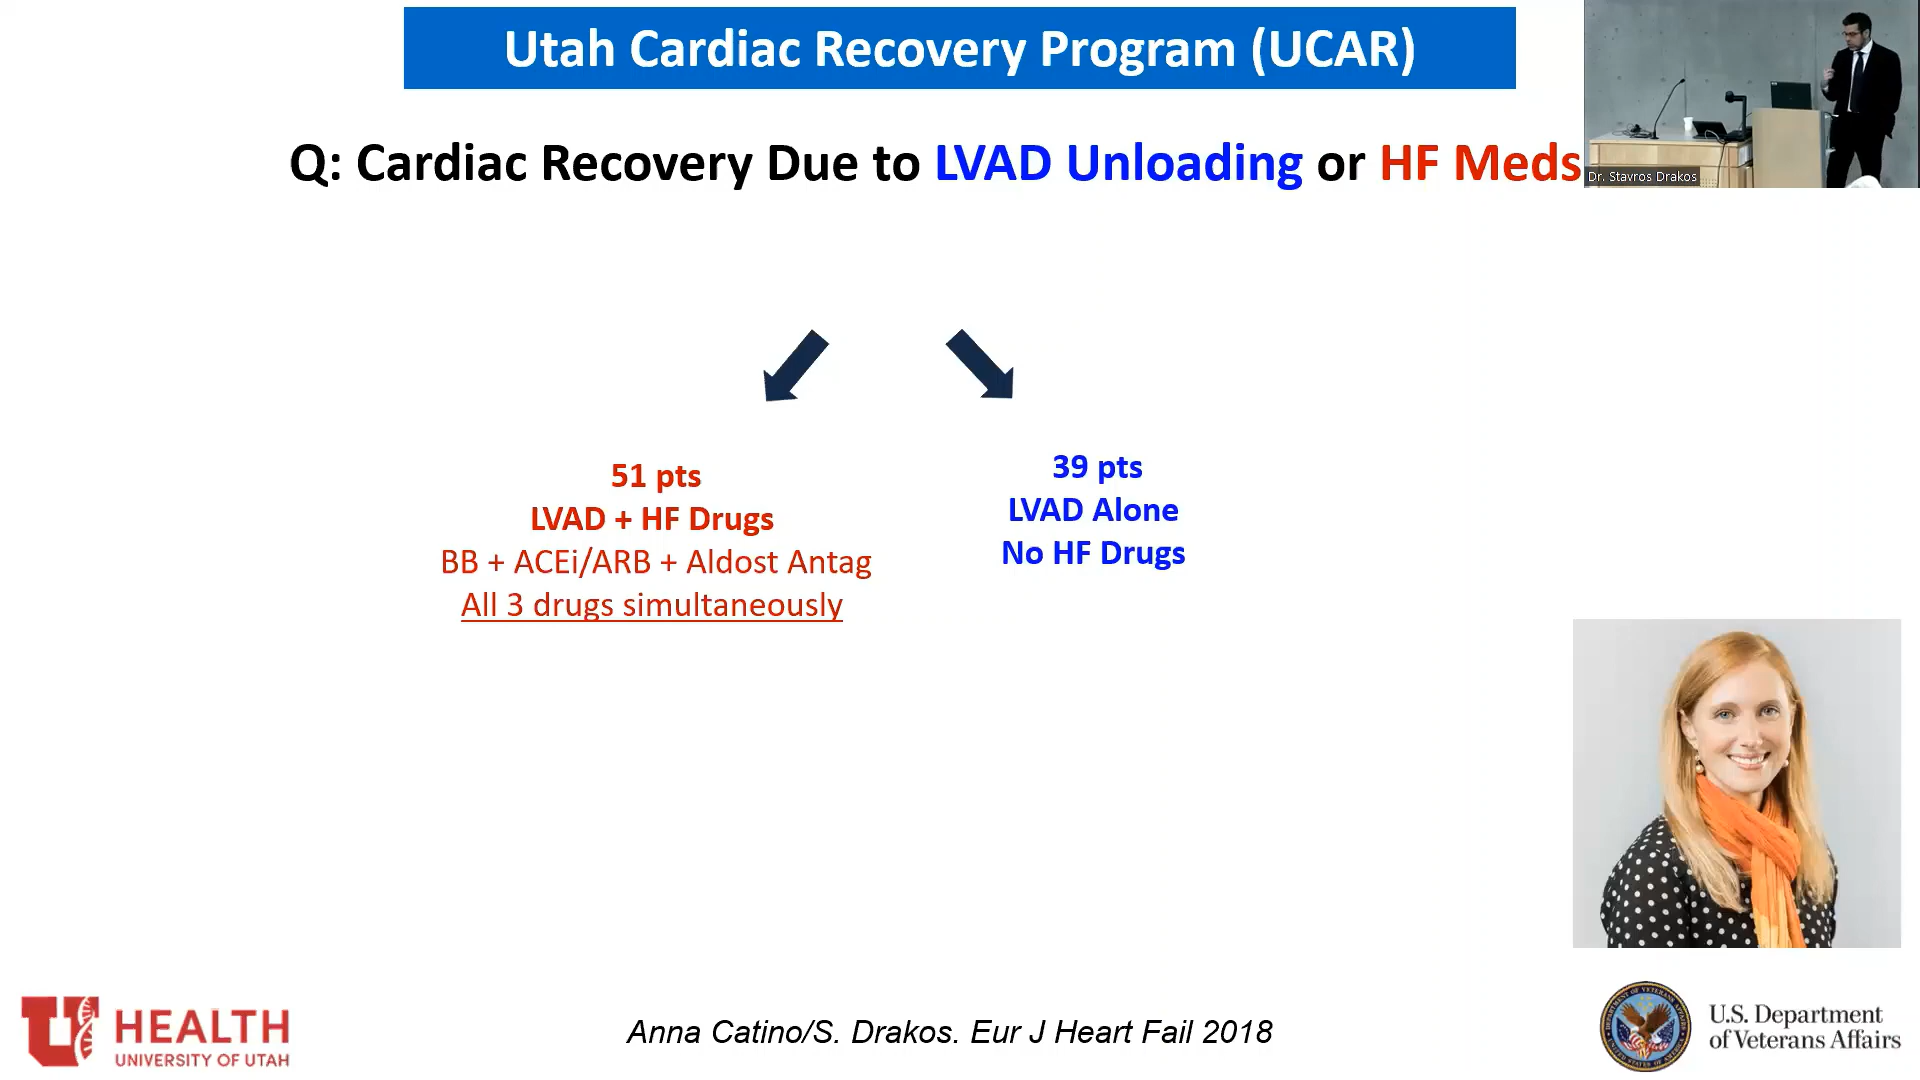 Utah Cardiac Recovery Program (UCAR)
Q: Cardiac Recovery Due to LVAD Unloading or HF Meds
Dr. Stavros Drakos
51 pts
LVAD + HF Drugs
BB + ACEi/ARB + Aldost Antag
All 3 drugs simultaneously
39 pts
LVAD Alone
No HF Drugs
U HEALTH
UNIVERSITY OF UTAH
Anna Catino/S. Drakos. Eur J Heart Fail 2018
U.S. Department
of Veterans Affairs